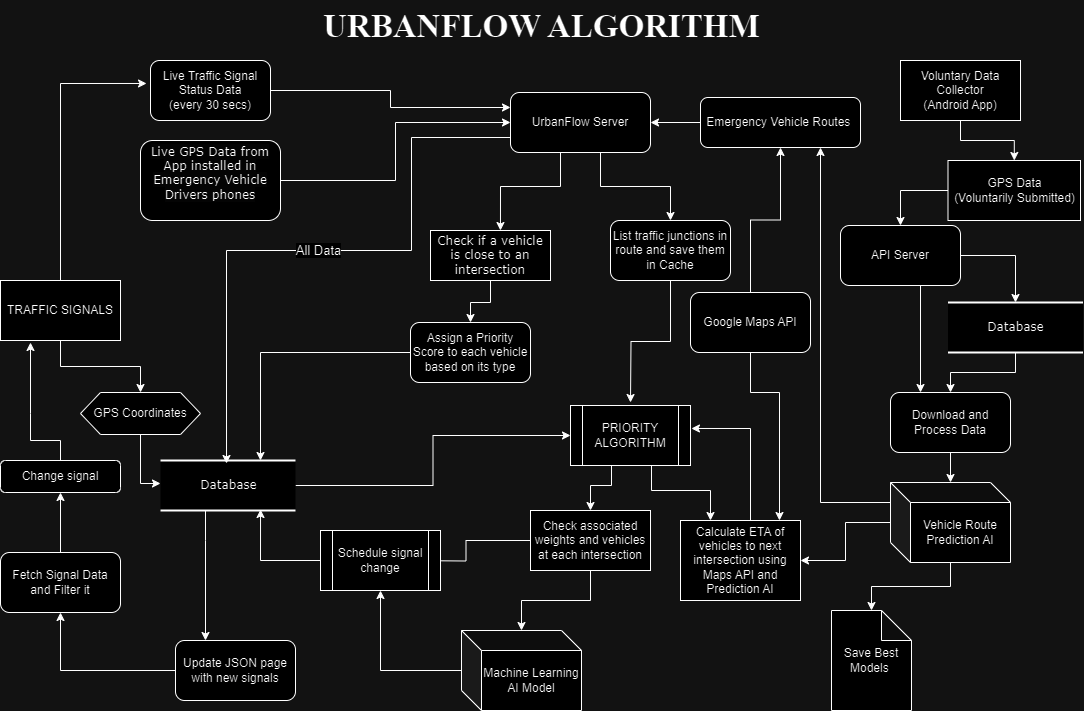 URBANFLOW ALGORITHM
Live Traffic Signal
Status Data
(every 30 secs)
UrbanFlow Server
Emergency Vehicle Routes
Voluntary Data
Collector
(Android App)
Live GPS Data from
App installed in
Emergency Vehicle
Drivers phones
GPS Data
(Voluntarily Submitted)
All Data
Check if a vehicle
is close to an
intersection
List traffic junctions in
route and save them
in Cache
API Server
TRAFFIC SIGNALS
Assign a Priority
Score to each vehicle
based on its type
Google Maps API
Database
GPS Coordinates
PRIORITY
ALGORITHM
Download and
Process Data
Change signal
Database
Check associated
weights and vehicles
at each intersection
Calculate ETA of
vehicles to next
intersection using
Maps API and
Prediction AI
Vehicle Route
Prediction AI
Schedule signal
change
Fetch Signal Data
and Filter it
Update JSON page
with new signals
Machine Learning
AI Model
Save Best
Models